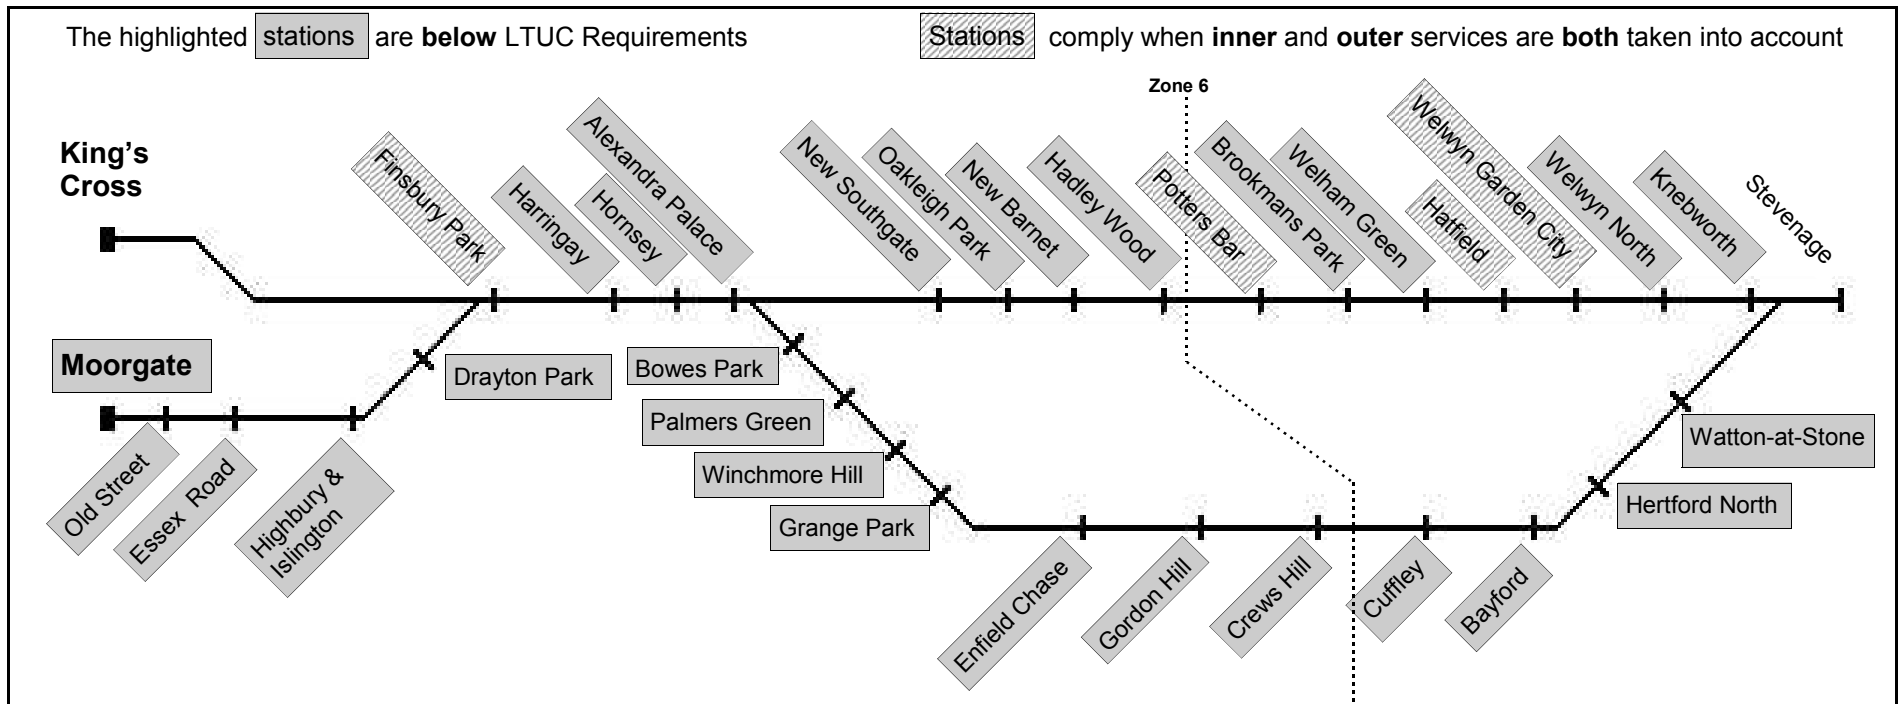 The highlighted stations are below LTUC Requirements
Stations comply when inner and outer services are both taken into account
Zone 6
King's
Cross
Finsbury Park
Harringay
Hornsey
Alexandra Palace
New Southgate
Oakleigh Park
New Barnet
Hadley Wood
Potters Bar
Brookmans Park
Welham Green
Hatfield
Welwyn Garden City
Welwyn North
Knebworth
Stevenage
Moorgate
Old Street
Essex Road
Highbury &
Islington
Drayton Park
Bowes Park
Palmers Green
Winchmore Hill
Grange Park
Enfield Chase
Gordon Hill
Crews Hill
Cuffley
Bayford
Hertford North
Watton-at-Stone